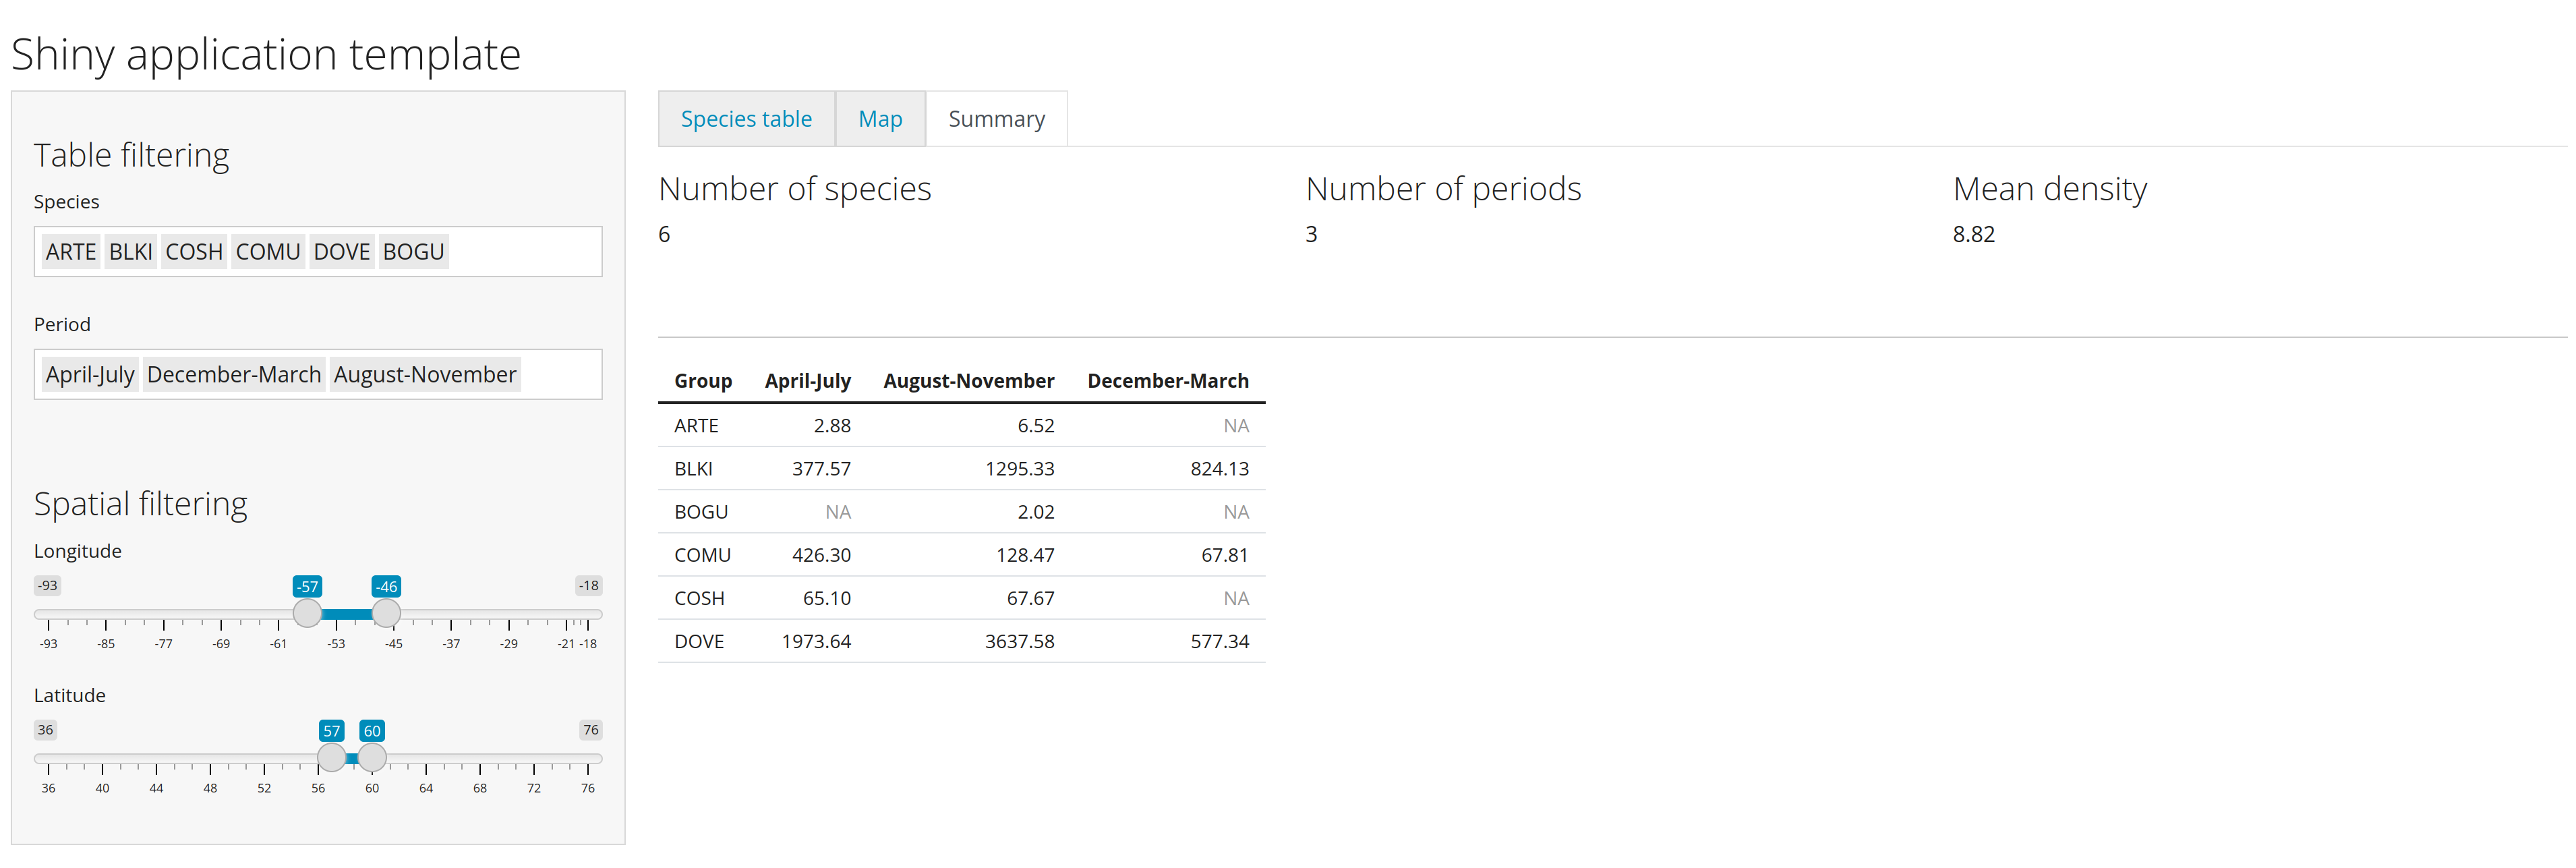 Shiny application template
Table filtering
Species
ARTE BLKI COSH COMU DOVE BOGU
Period
April-July December-March August-November
Spatial filtering
Longitude
-93 -57 -46 -18
-93 -85 -77 -69 -61 -53 -45 -37 -29 -21 -18
Latitude
36 57 60 76
36 40 44 48 52 56 60 64 68 72 76
Species table Map Summary
Number of species Number of periods Mean density
6 3 8.82
Group April-July August-November December-March
ARTE 2.88 6.52 NA
BLKI 377.57 1295.33 824.13
BOGU NA 2.02 NA
COMU 426.30 128.47 67.81
COSH 65.10 67.67 NA
DOVE 1973.64 3637.58 577.34